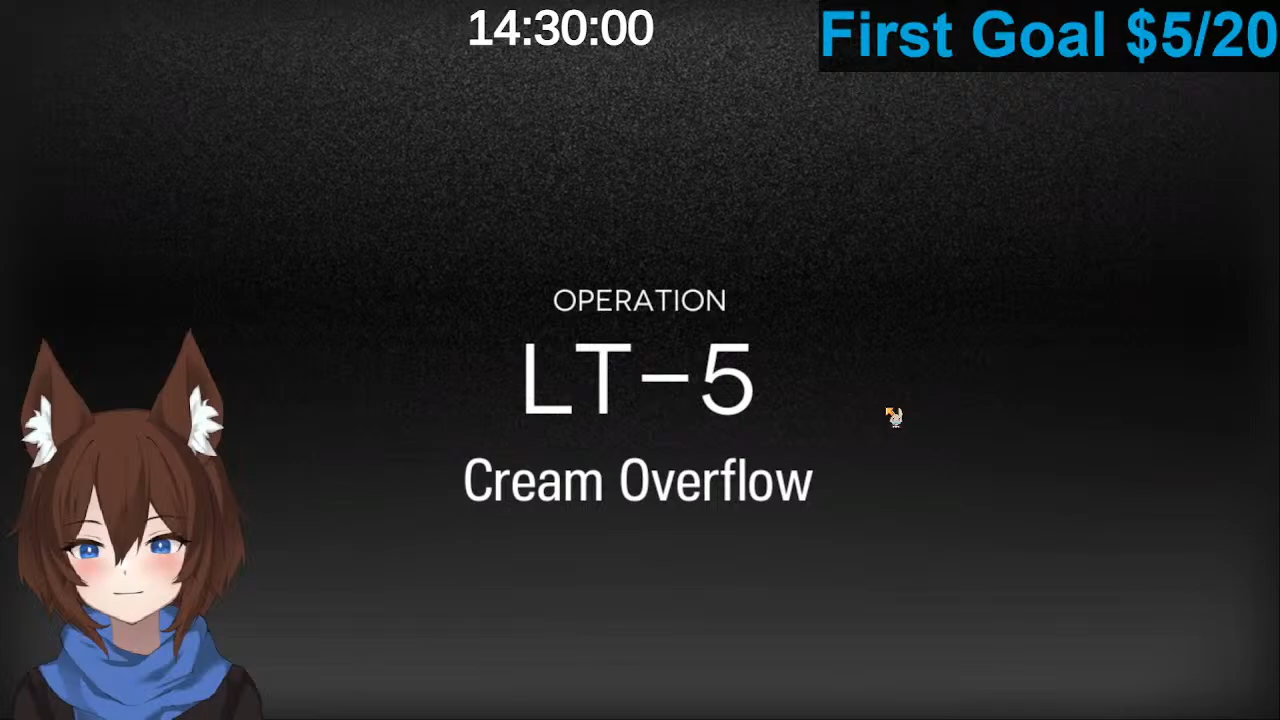 14:30:00
First Goal $5/20
OPERATION
LT-5
Cream Overflow